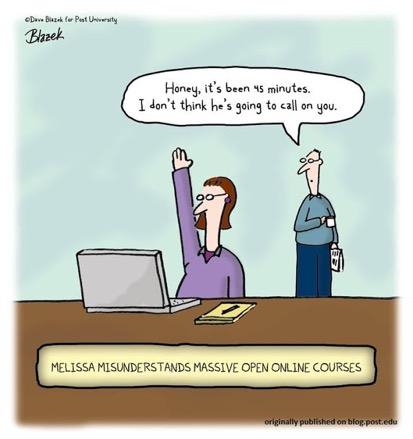 ©Dave Blazek for Post University
Blazek
Honey, it's been 45 minutes.
I don't think he's going to call on you.
MELISSA MISUNDERSTANDS MASSIVE OPEN ONLINE COURSES
originally published on blog.post.edu